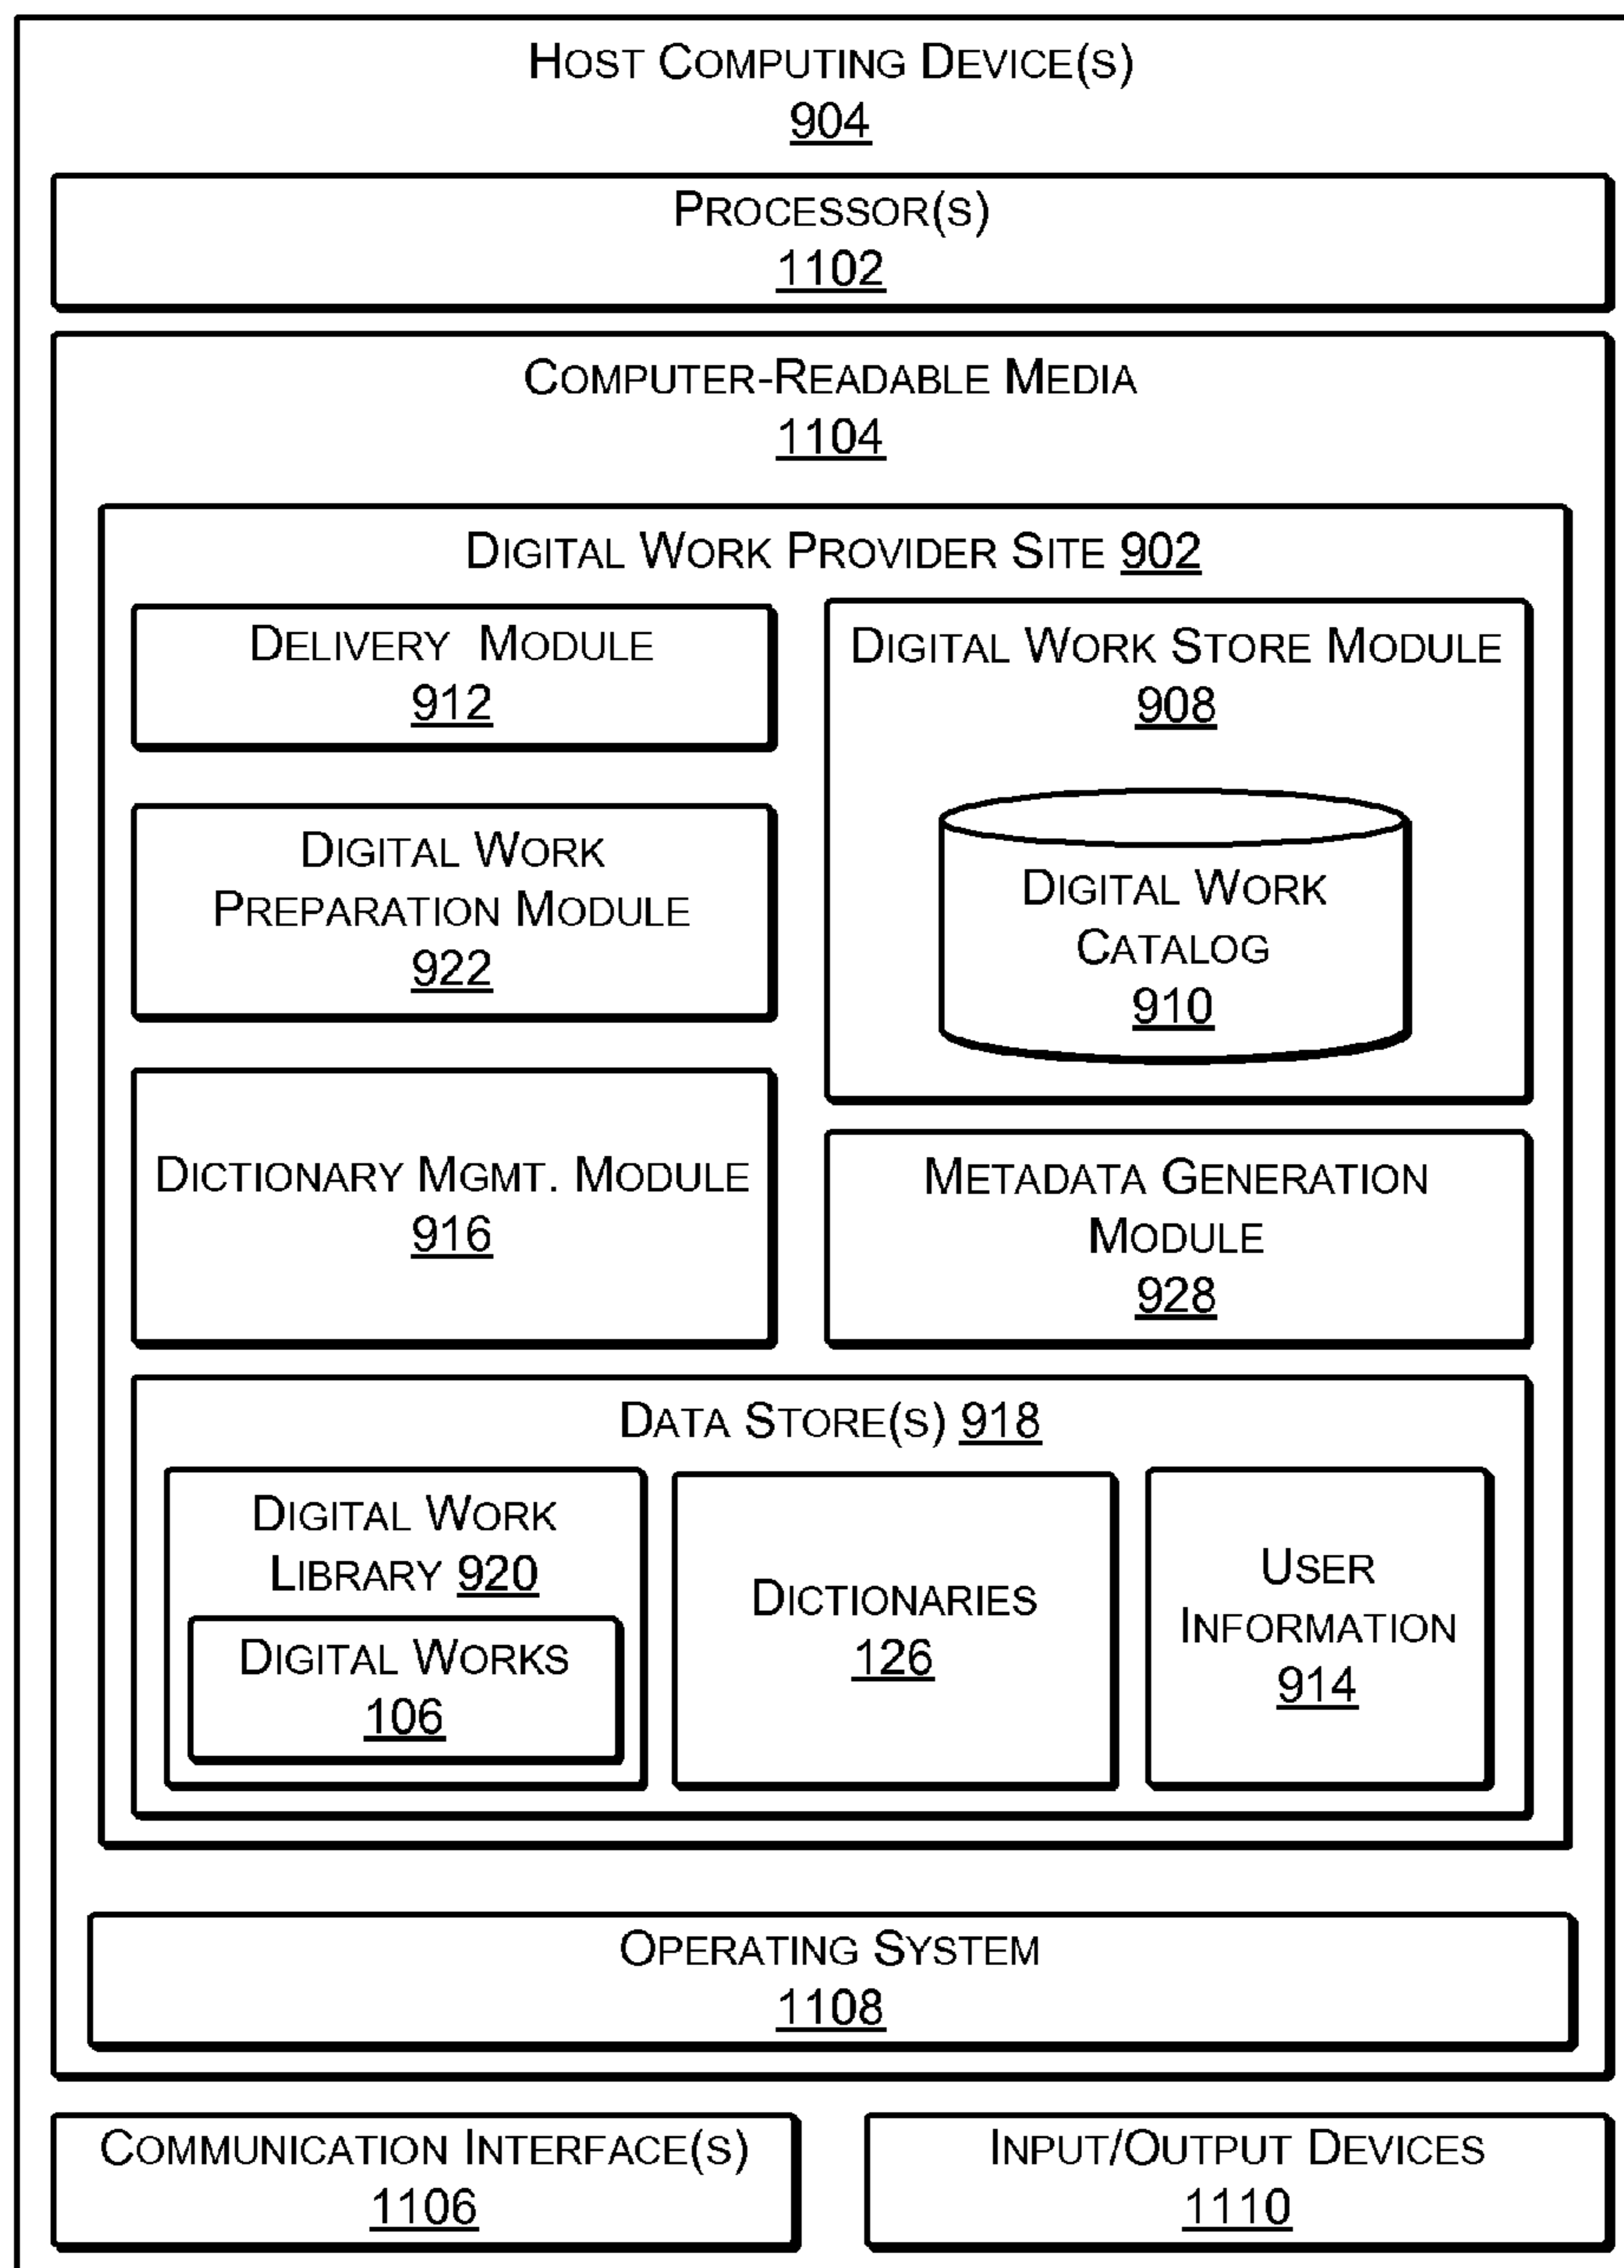 HOST COMPUTING DEVICE(S)
904
PROCESSOR(S)
1102
COMPUTER-READABLE MEDIA
1104
DIGITAL WORK PROVIDER SITE 902
DELIVERY MODULE
912
DIGITAL WORK
PREPARATION MODULE
922
DICTIONARY MGMT. MODULE
916
DIGITAL WORK STORE MODULE
908
DIGITAL WORK
CATALOG
910
METADATA GENERATION
MODULE
928
DATA STORE(S) 918
DIGITAL WORK
LIBRARY 920
DIGITAL WORKS
106
DICTIONARIES
126
USER
INFORMATION
914
OPERATING SYSTEM
1108
COMMUNICATION INTERFACE(S)
1106
INPUT/OUTPUT DEVICES
1110